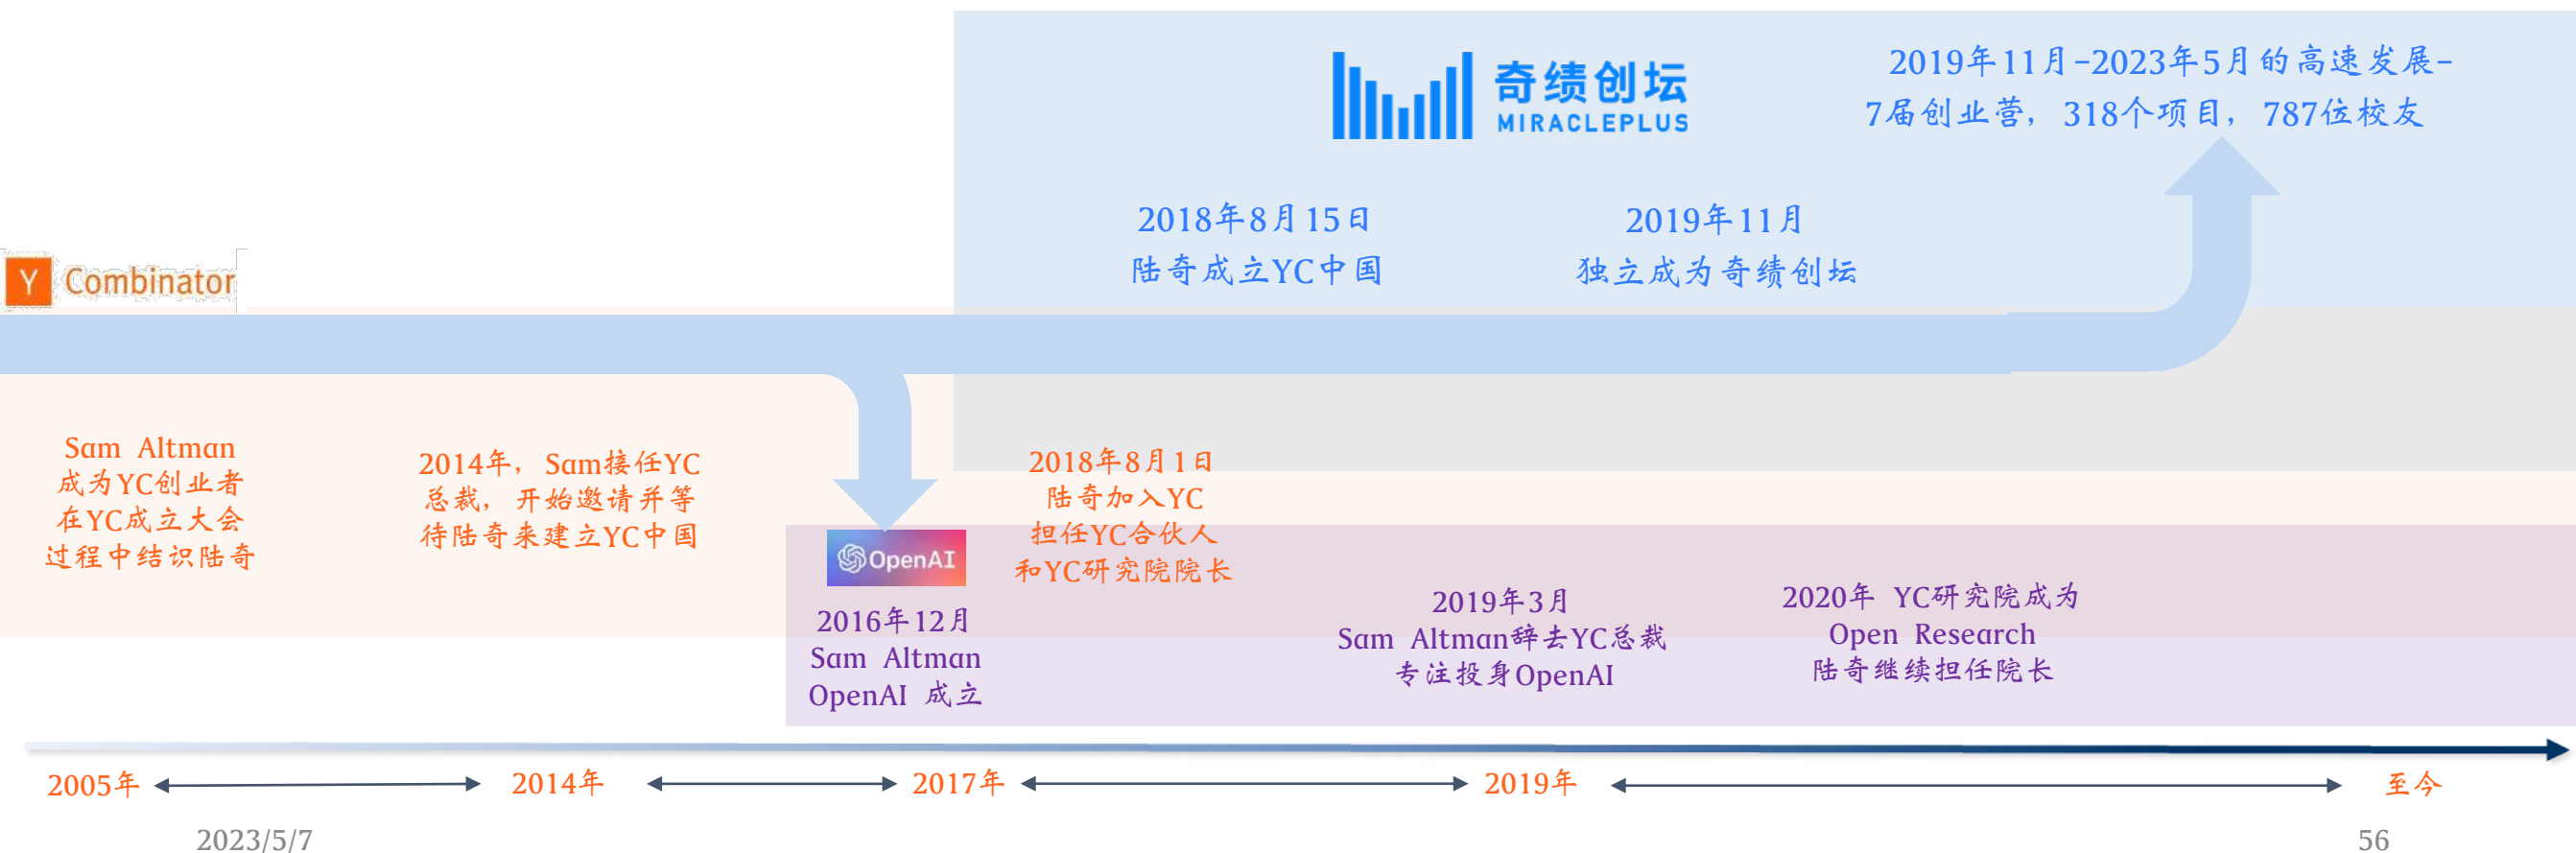 奇绩创坛
MIRACLEPLUS
2019年11月-2023年5月的高速发展-
7届创业营，318个项目，787位校友
2018年8月15日
陆奇成立YC中国
2019年11月
独立成为奇绩创坛
Y Combinator
Sam Altman
成为YC创业者
在YC成立大会
过程中结识陆奇
2014年，Sam接任YC
总裁，开始邀请并等
待陆奇来建立YC中国
OpenAI
2016年12月
Sam Altman
OpenAI 成立
2018年8月1日
陆奇加入YC
担任YC合伙人
和YC研究院院长
2019年3月
Sam Altman辞去YC总裁
专注投身OpenAI
2020年 YC研究院成为
Open Research
陆奇继续担任院长
2005年
2014年
2017年
2019年
至今
2023/5/7
56